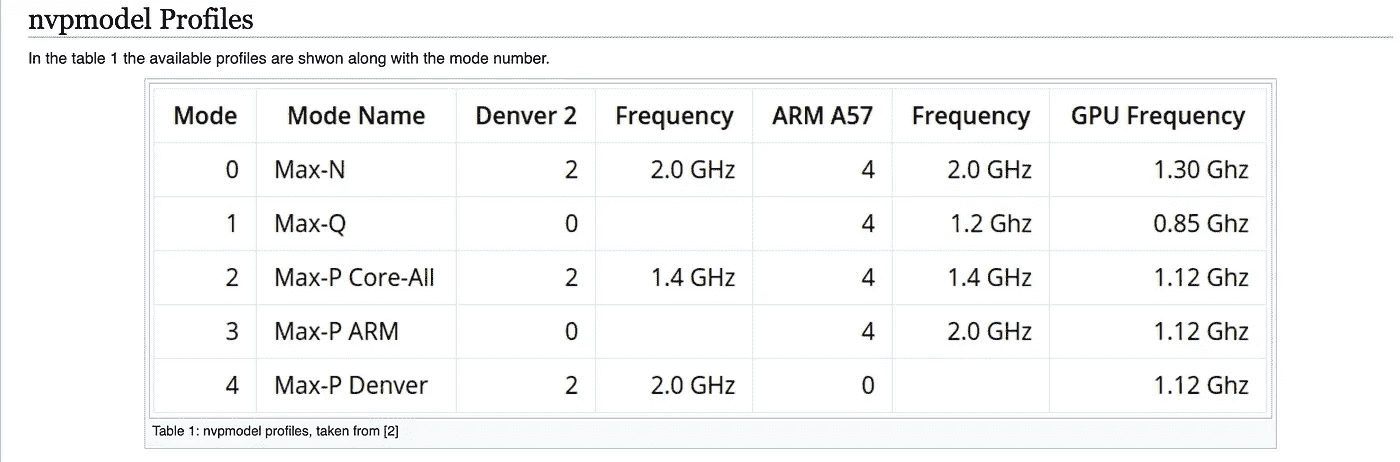 nvpmodel Profiles
In the table 1 the available profiles are shwon along with the mode number.
Mode Mode Name Denver 2 Frequency ARM A57 Frequency GPU Frequency
0 Max-N 2 2.0 GHz 4 2.0 GHz 1.30 Ghz
1 Max-Q 0 4 1.2 Ghz 0.85 Ghz
2 Max-P Core-All 2 1.4 GHz 4 1.4 GHz 1.12 Ghz
3 Max-P ARM 0 4 2.0 GHz 1.12 Ghz
4 Max-P Denver 2 2.0 GHz 0 1.12 Ghz
Table 1: nvpmodel profiles, taken from [2]